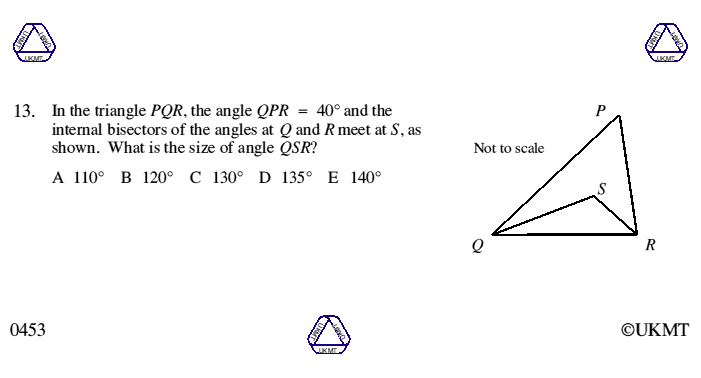 UKMT
UKMT
UKMT
UKMT
UKMT
UKMT
13. In the triangle PQR, the angle QPR = 40° and the
internal bisectors of the angles at Q and R meet at S, as
shown. What is the size of angle QSR?
A 110° B 120° C 130° D 135° E 140°
P
Not to scale
S
Q
R
0453
UKMT
UKMT
UKMT
©UKMT